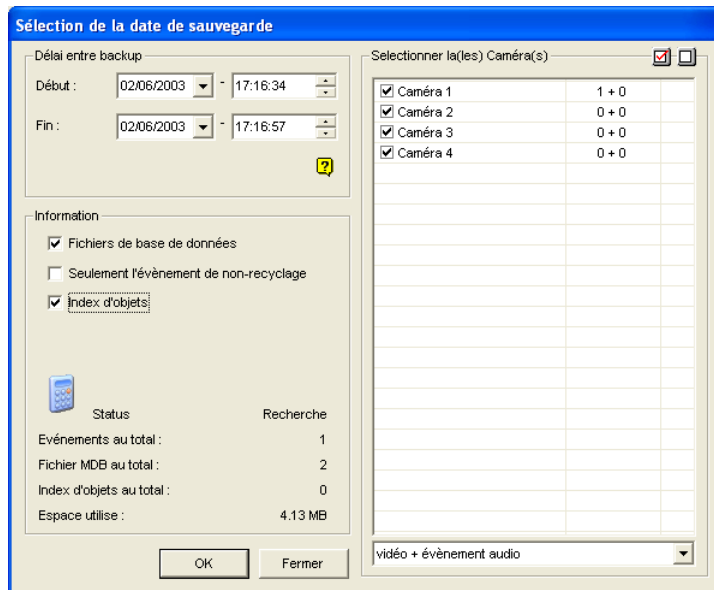 Sélection de la date de sauvegarde
Délai entre backup
Début : 02/06/2003 - 17:16:34
Fin : 02/06/2003 - 17:16:57
?
Information
Fichiers de base de données
Seulement l'évènement de non-recyclage
Index d'objets
Status Recherche
Evénements au total : 1
Fichier MDB au total : 2
Index d'objets au total : 0
Espace utilise : 4.13 MB
OK Fermer
Selectionner la(les) Caméra(s)
Caméra 1 1 + 0
Caméra 2 0 + 0
Caméra 3 0 + 0
Caméra 4 0 + 0
vidéo + évènement audio